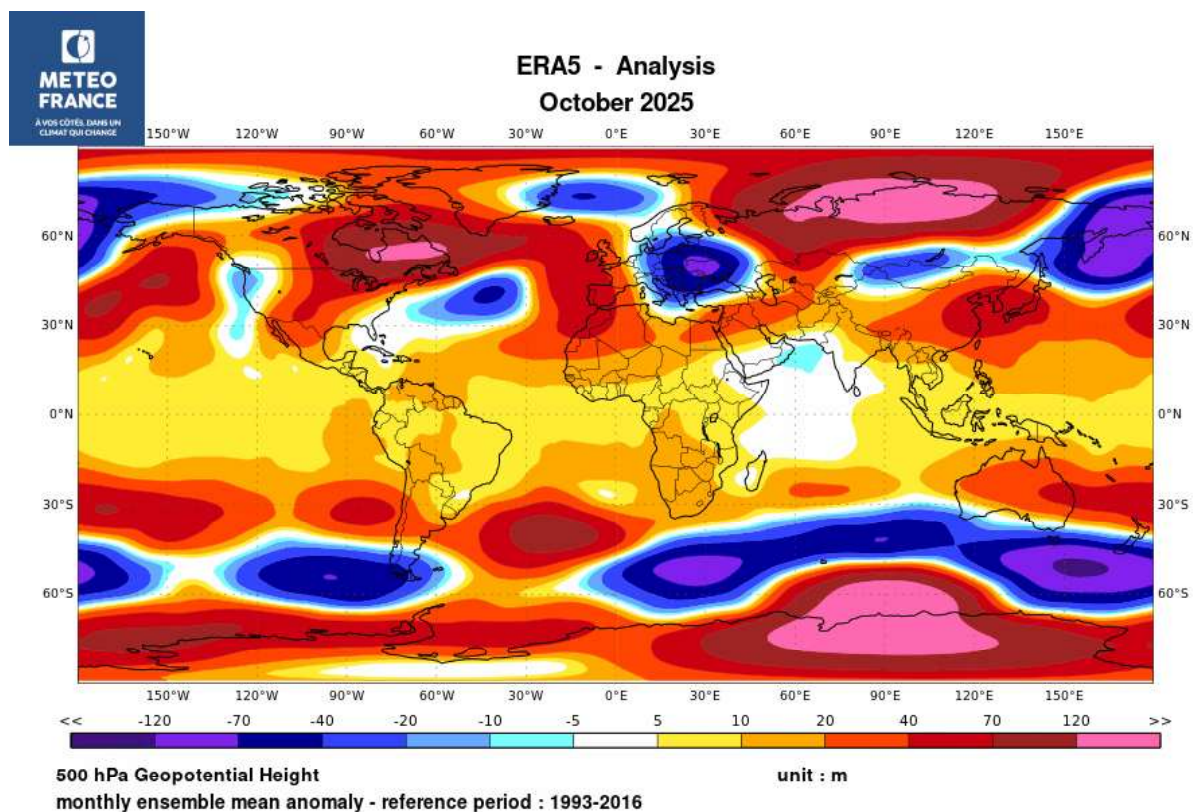 METEO
FRANCE
À VOS CÔTÉS, DANS UN
CLIMAT QUI CHANGE
ERA5 - Analysis
October 2025
150°W 120°W 90°W 60°W 30°W 0°E 30°E 60°E 90°E 120°E 150°E
60°N 60°N
30°N 30°N
0°N 0°N
30°S 30°S
60°S 60°S
150°W 120°W 90°W 60°W 30°W 0°E 30°E 60°E 90°E 120°E 150°E
<< -120 -70 -40 -20 -10 -5 5 10 20 40 70 120 >>
500 hPa Geopotential Height unit : m
monthly ensemble mean anomaly - reference period : 1993-2016